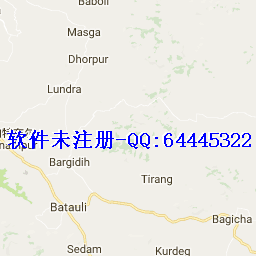 Baboli
Masga
Dhorpur
Lundra
软件未注册-QQ:64445322
Bargidih
Tirang
Batauli
Bagicha
Sedam
Kurdeg